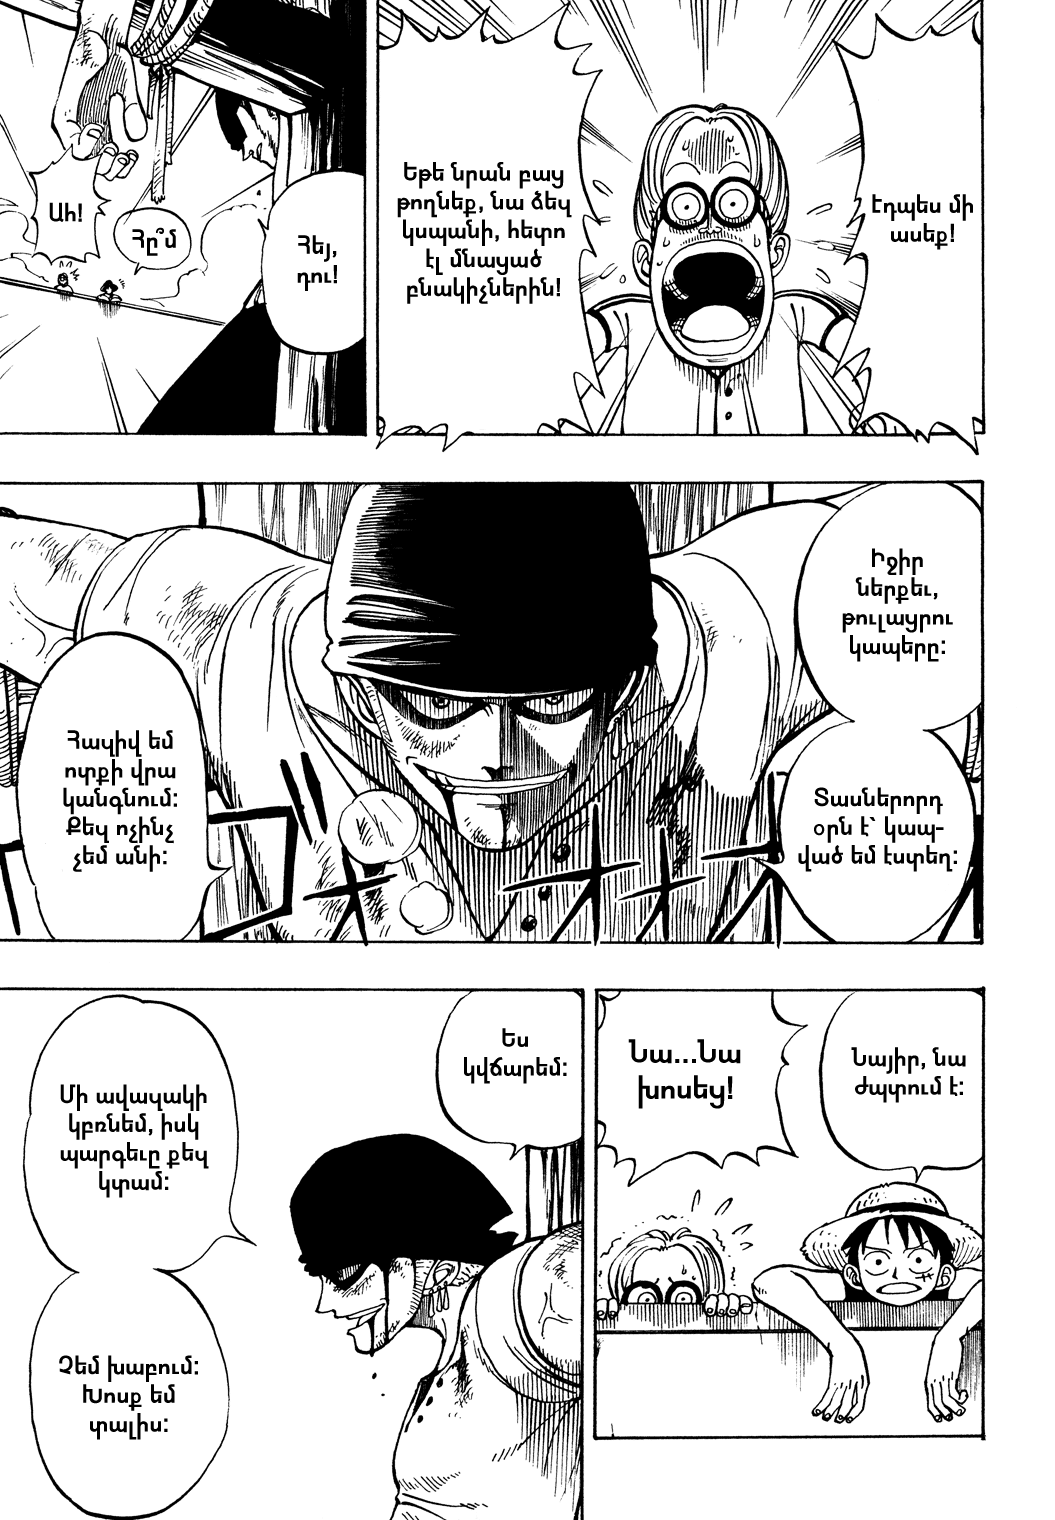 էդպես մի
ասեք!
Եթե նրան բաց
թողնեք, նա ձեզ
կսպանի, հետո
էլ մնացած
բնակիչներին!
Հեյ,
դու!
Հը՞մ
Ահ!
Իջիր
ներքեւ,
թուլացրու
կապերը:
Տասներորդ
օրն է՝ կապ-
ված եմ էստեղ:
Հազիվ եմ
ոտքի վրա
կանգնում:
Քեզ ոչինչ
չեմ անի:
Նայիր, նա
ժպտում է:
Նա...Նա
խոսեց!
Ես
կվճարեմ:
Մի ավազակի
կբռնեմ, իսկ
պարգեւը քեզ
կտամ:
Չեմ խաբում:
Խոսք եմ
տալիս: